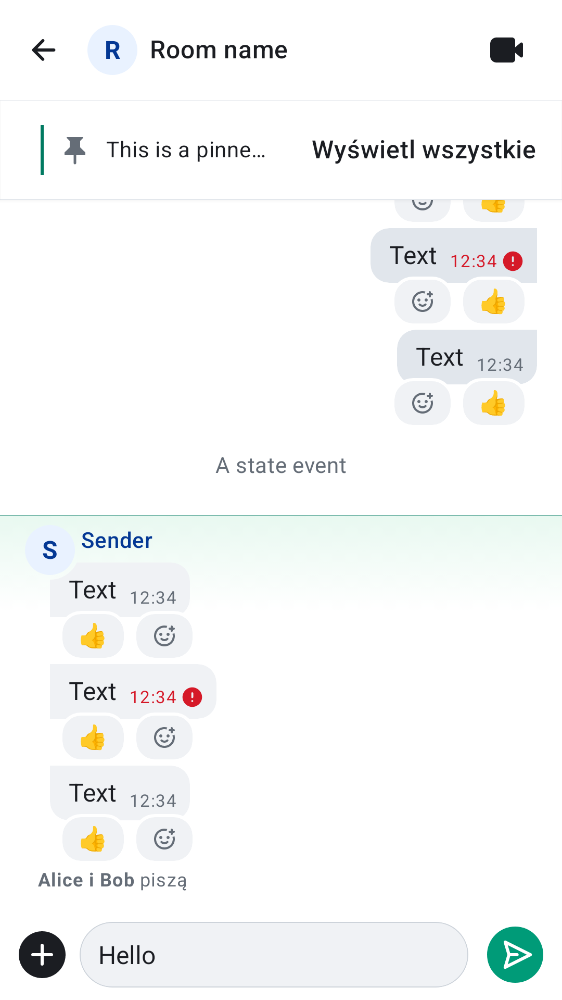 R
Room name
This is a pinne...
Wyświetl wszystkie
Text 12:34
Text 12:34
A state event
S
Sender
Text 12:34
Text 12:34
Text 12:34
Alice i Bob piszą
Hello